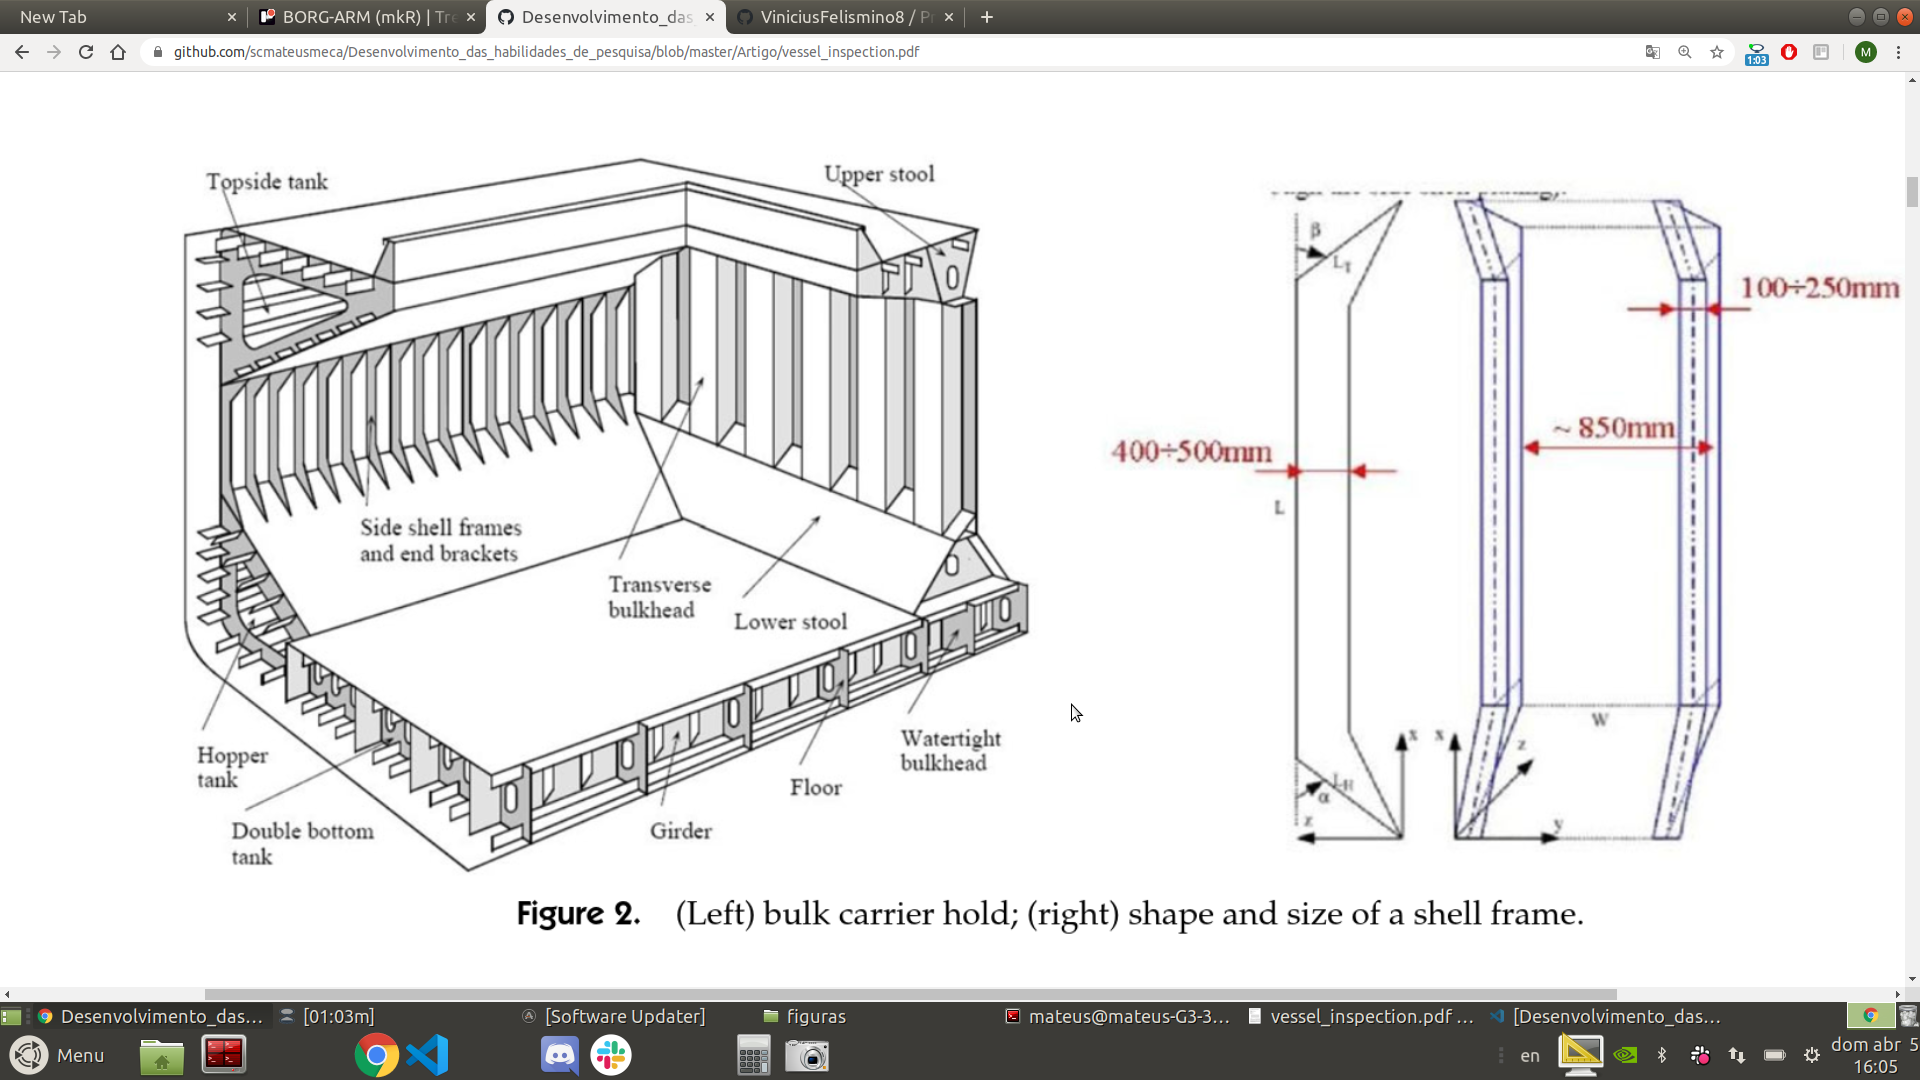 New Tab
BORG-ARM (mkR) | Tre
Desenvolvimento_das
ViniciusFelismino8 / Pr
github.com/scmateusmeca/Desenvolvimento_das_habilidades_de_pesquisa/blob/master/Artigo/vessel_inspection.pdf
1:03
M
Topside tank
Upper stool
Side shell frames
and end brackets
Transverse
bulkhead
Lower stool
Hopper
tank
Double bottom
tank
Girder
Floor
Watertight
bulkhead
β
LT
100÷250mm
~ 850mm
400÷500mm
L
W
x
x
z
LH
α
z
y
Figure 2. (Left) bulk carrier hold; (right) shape and size of a shell frame.
Desenvolvimento_das...
[01:03m]
[Software Updater]
figuras
mateus@mateus-G3-3...
vessel_inspection.pdf ...
[Desenvolvimento_das...
Menu
en
dom abr 5
16:05